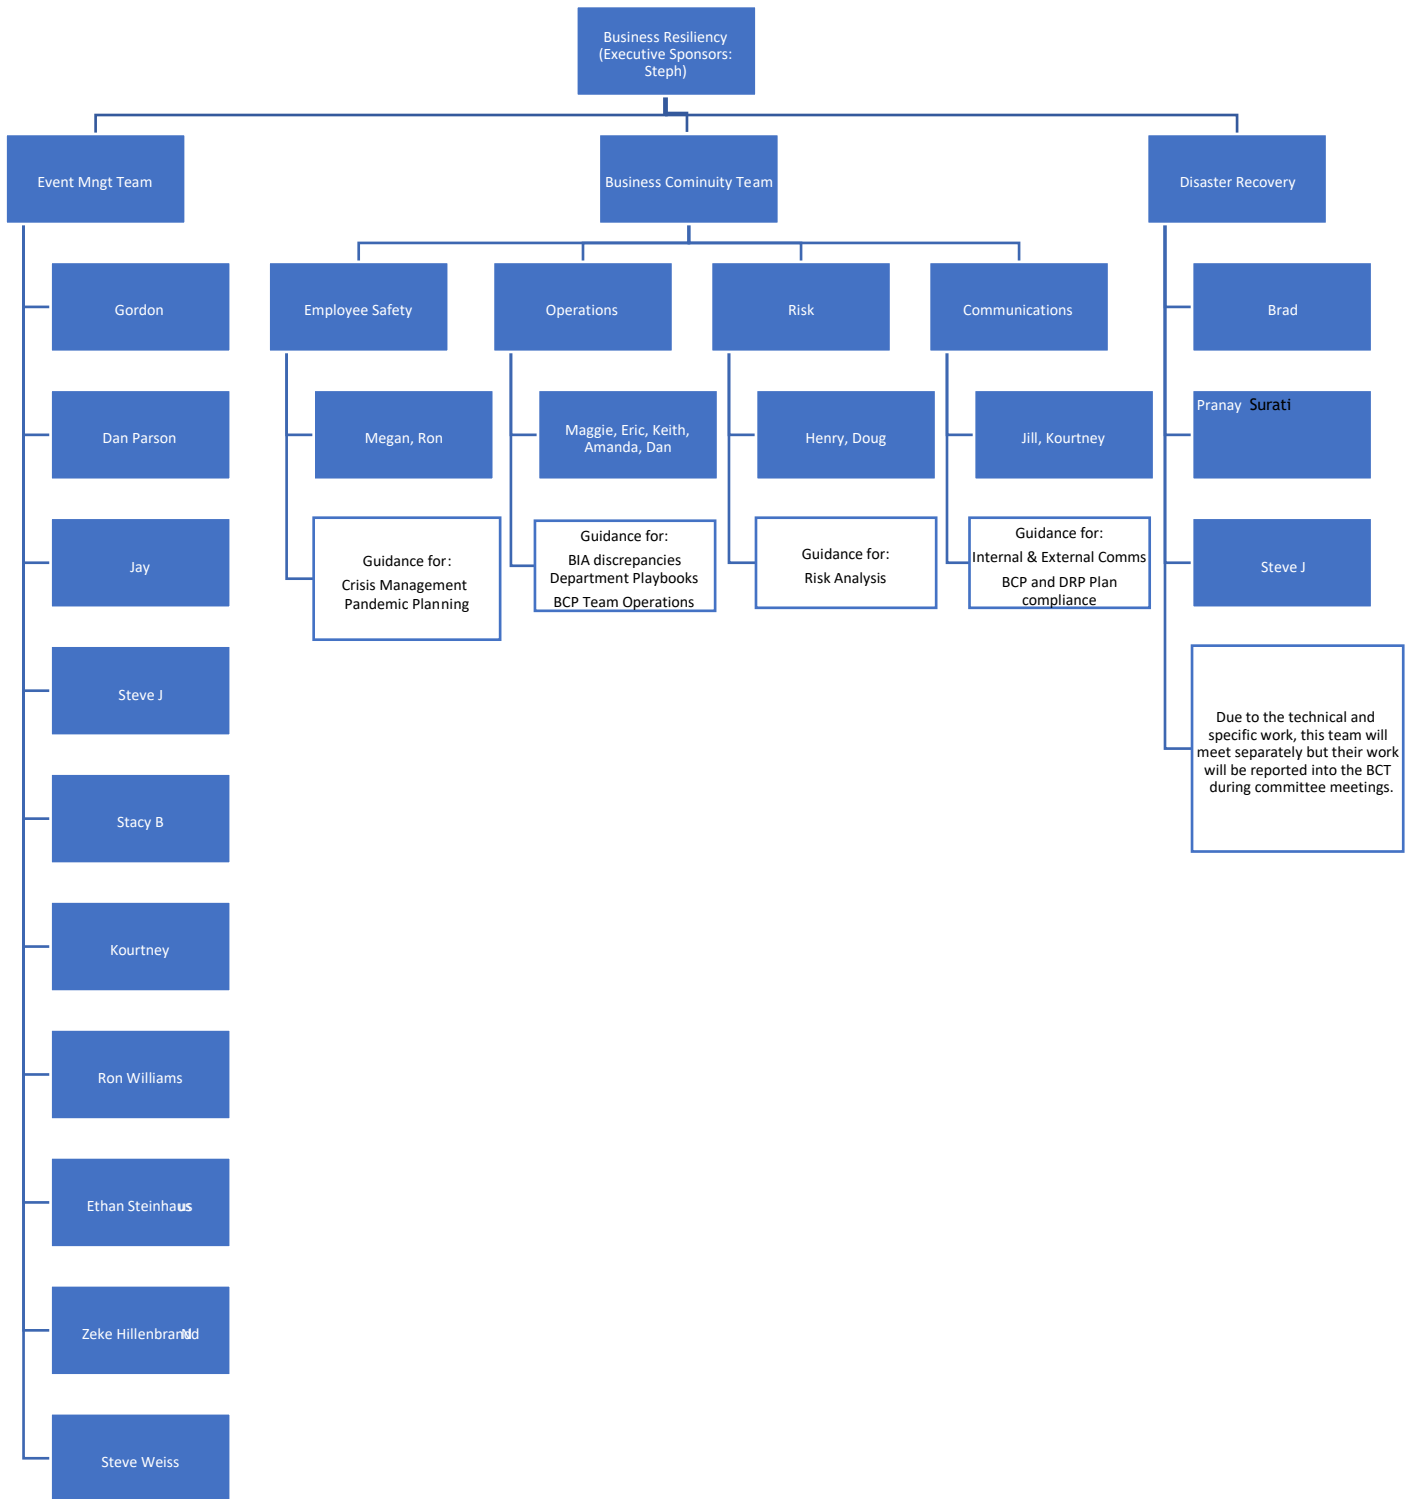 Business Resiliency
(Executive Sponsors:
Steph)
Event Mngt Team
Business Cominuity Team
Disaster Recovery
Gordon
Employee Safety
Operations
Risk
Communications
Brad
Dan Parson
Megan, Ron
Maggie, Eric, Keith,
Amanda, Dan
Henry, Doug
Jill, Kourtney
Pranay Surati
Jay
Guidance for:
Crisis Management
Pandemic Planning
Guidance for:
BIA discrepancies
Department Playbooks
BCP Team Operations
Guidance for:
Risk Analysis
Guidance for:
Internal & External Comms
BCP and DRP Plan
compliance
Steve J
Steve J
Due to the technical and
specific work, this team will
meet separately but their work
will be reported into the BCT
during committee meetings.
Stacy B
Kourtney
Ron Williams
Ethan Steinhaus
Zeke Hillenbrand
Steve Weiss